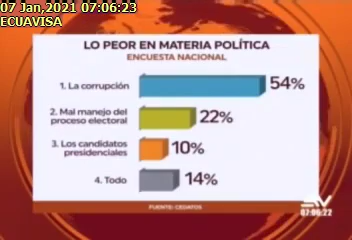 07 Jan,2021 07:06:23
ECUAVISA
LO PEOR EN MATERIA POLÍTICA
ENCUESTA NACIONAL
1. La corrupción 54%
2. Mal manejo del
proceso electoral 22%
3. Los candidatos
presidenciales 10%
4. Todo 14%
FUENTE: CEDATOS
07:06:22